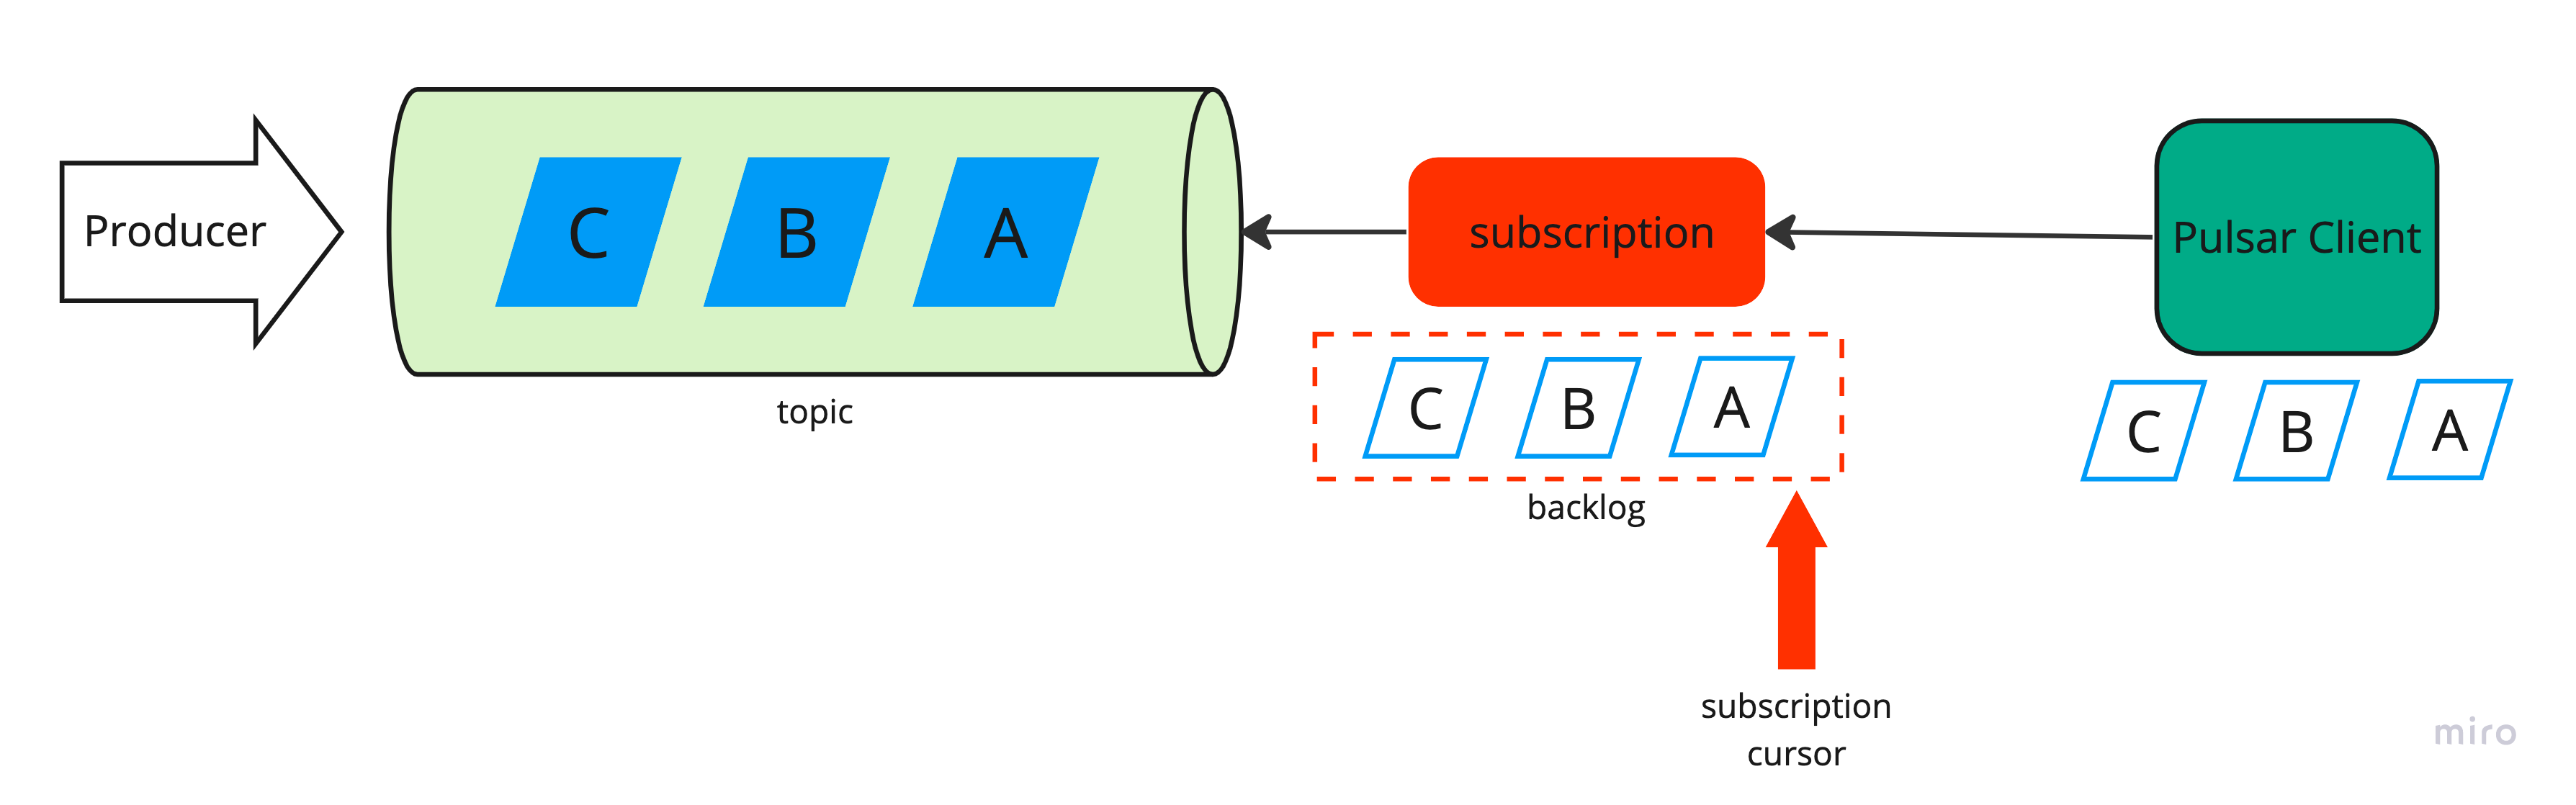 Producer
C B A
topic
subscription
C B A
backlog
subscription
cursor
Pulsar Client
C B A
miro